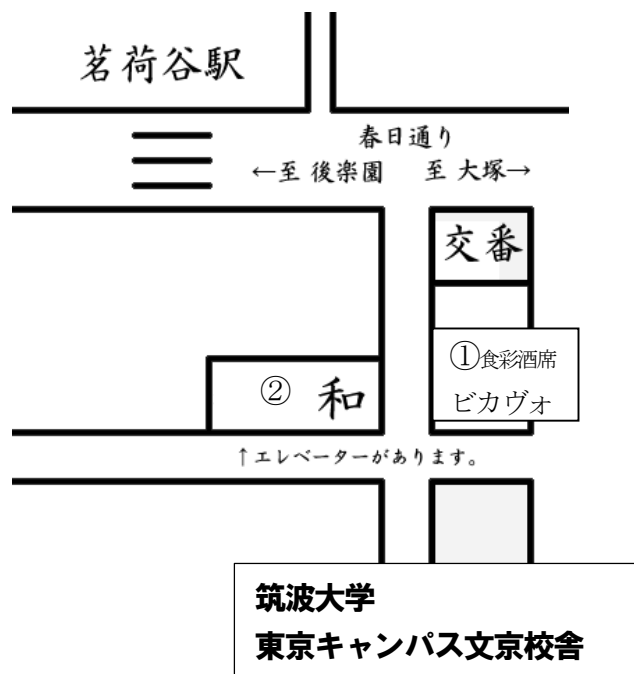 茗荷谷駅
春日通り
←至 後楽園　至 大塚→
交番
①食彩酒席
ビカヴォ
② 和
↑エレベーターがあります。
筑波大学
東京キャンパス文京校舎